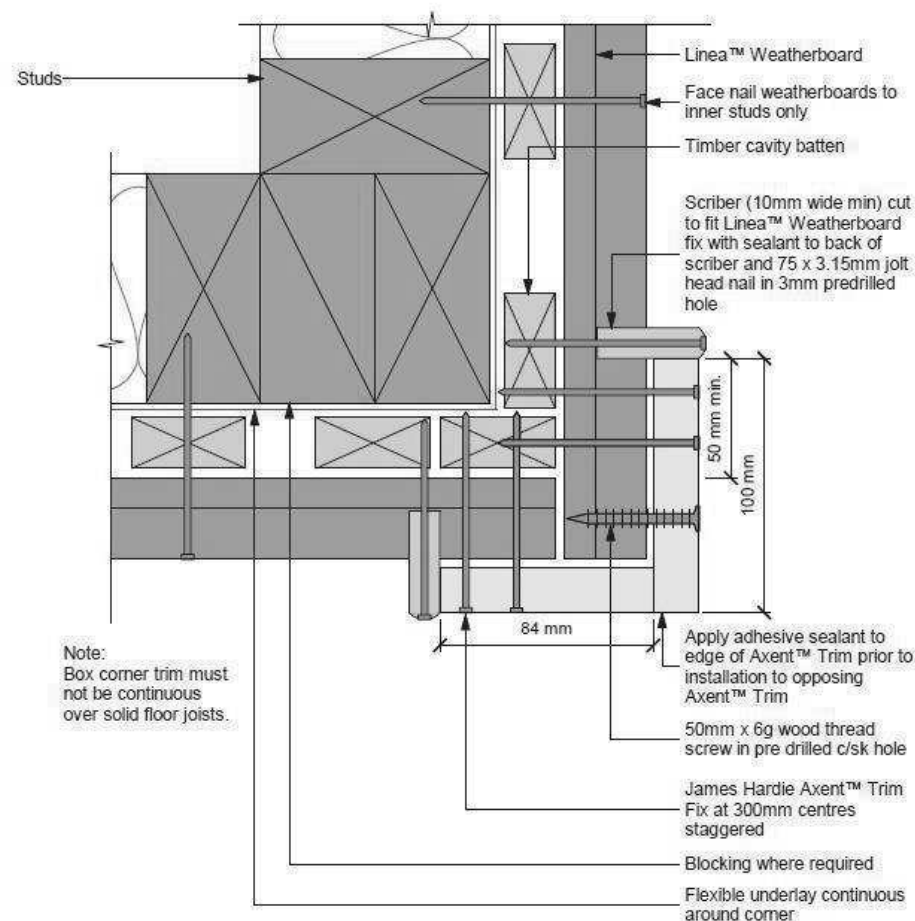 Studs
Linea™ Weatherboard
Face nail weatherboards to
inner studs only
Timber cavity batten
Scriber (10mm wide min) cut
to fit Linea™ Weatherboard
fix with sealant to back of
scriber and 75 x 3.15mm jolt
head nail in 3mm predrilled
hole
50 mm min.
100 mm
84 mm
Note:
Box corner trim must
not be continuous
over solid floor joists.
Apply adhesive sealant to
edge of Axent™ Trim prior to
installation to opposing
Axent™ Trim
50mm x 6g wood thread
screw in pre drilled c/sk hole
James Hardie Axent™ Trim
Fix at 300mm centres
staggered
Blocking where required
Flexible underlay continuous
around corner